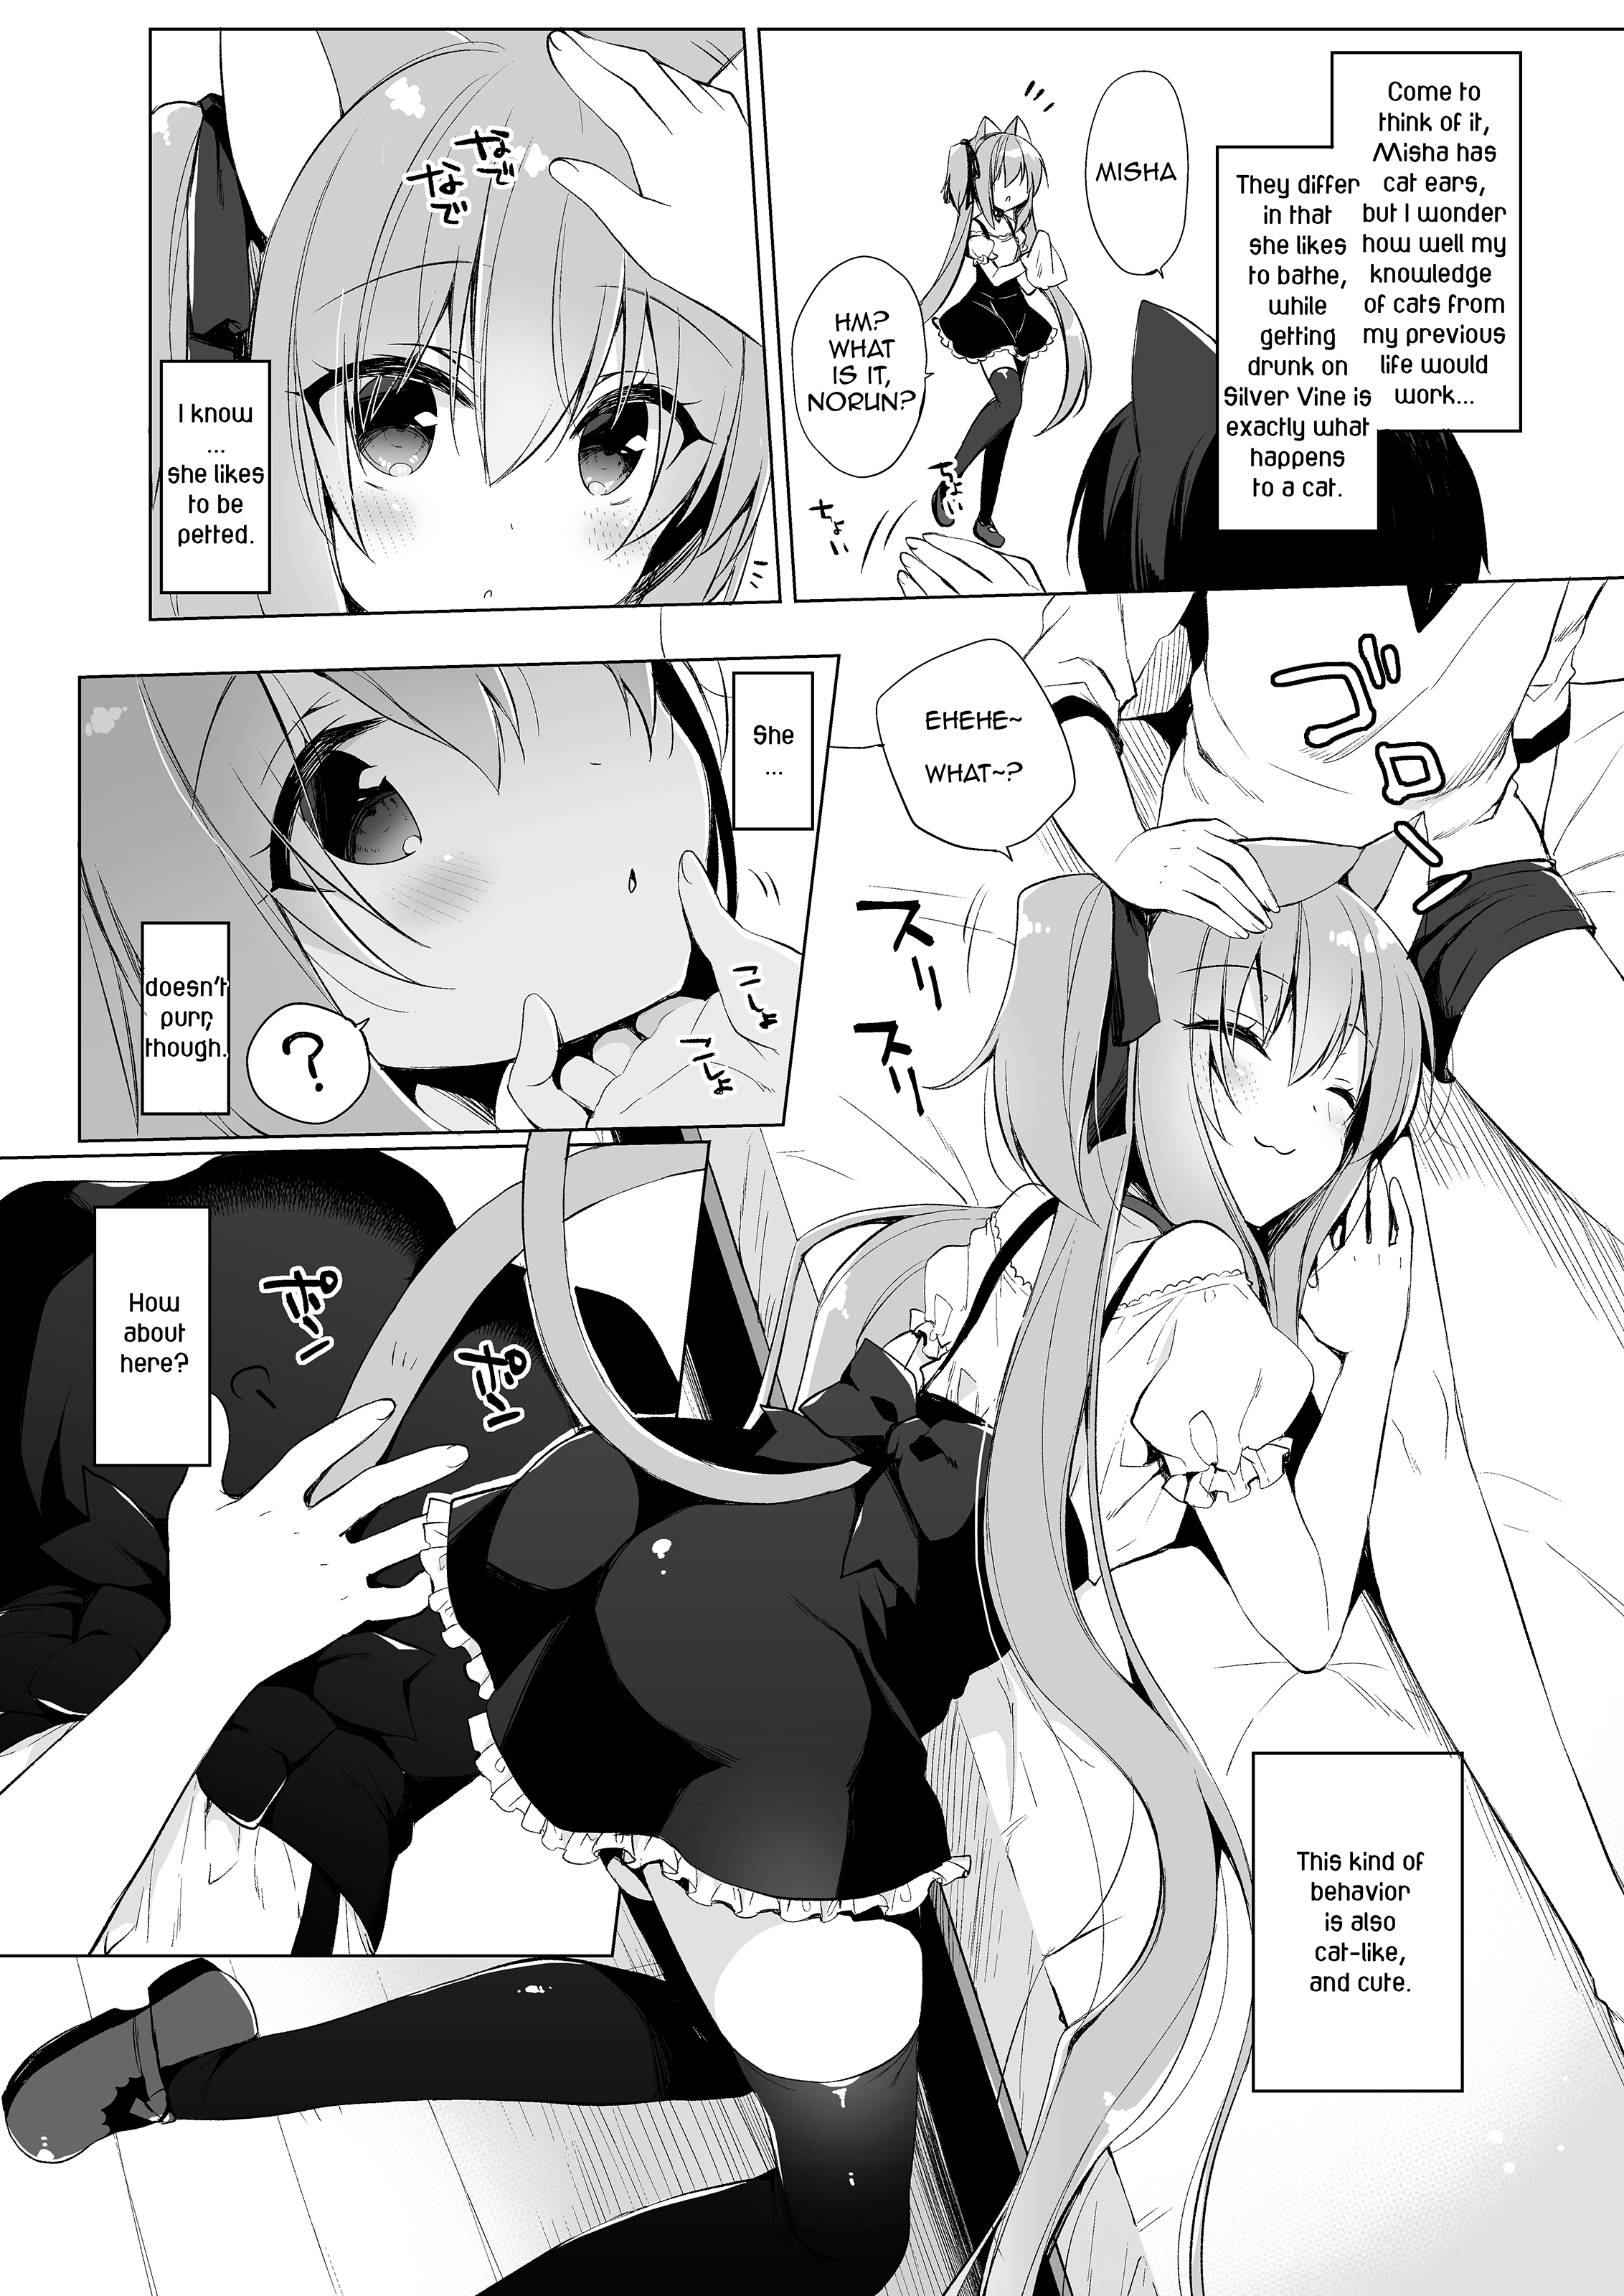 Come to
think of it,
Misha has
cat ears,
but I wonder
how well my
knowledge
of cats from
my previous
life would
work...
They differ
in that
she likes
to bathe,
while
getting
drunk on
Silver Vine is
exactly what
happens
to a cat.
MISHA
HM?
WHAT
IS IT,
NORUN?
ちょい
ちょい
なで
なで
I know
...
she likes
to be
petted.
ゴロ
EHEHE~
WHAT~?
スリ
スリ
She
...
doesn't
purr,
though.
?
こしょ
こしょ
How
about
here?
ポン
ポン
This kind of
behavior
is also
cat-like,
and cute.